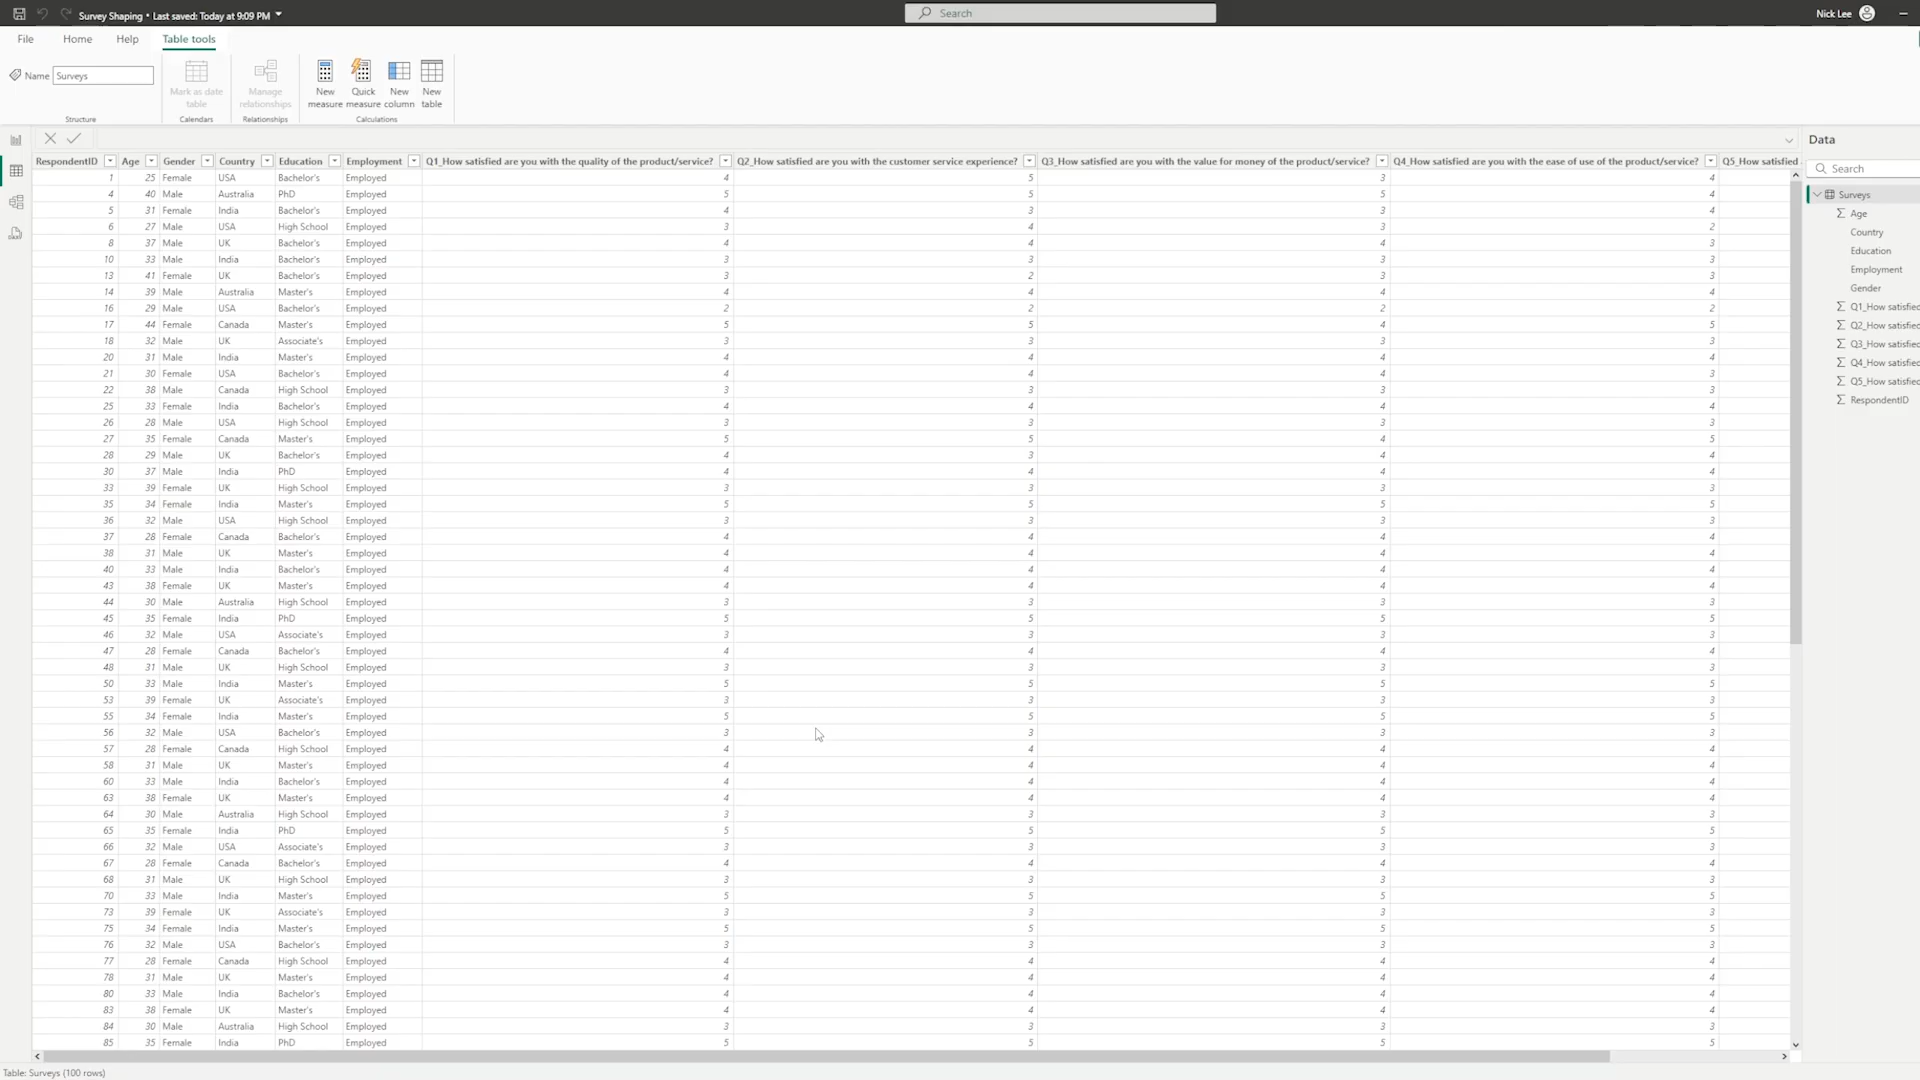 Survey Shaping • Last saved: Today at 9:09 PM
Search
Nick Lee
File Home Help Table tools
Name Surveys
Mark as date table
Manage relationships
New measure
Quick measure
New column
New table
Structure Calendars Relationships Calculations
Data
RespondentID Age Gender Country Education Employment Q1_How satisfied are you with the quality of the product/service? Q2_How satisfied are you with the customer service experience? Q3_How satisfied are you with the value for money of the product/service? Q4_How satisfied are you with the ease of use of the product/service? Q5_How satisfied
1 25 Female USA Bachelor's Employed 4 5 3 4
4 40 Male Australia PhD Employed 5 5 5 4
5 31 Female India Bachelor's Employed 4 3 3 4
6 27 Male USA High School Employed 3 4 3 2
8 37 Male UK Bachelor's Employed 4 4 4 3
10 33 Male India Bachelor's Employed 3 3 3 3
13 41 Female UK Bachelor's Employed 3 2 3 3
14 39 Male Australia Master's Employed 4 4 4 4
16 29 Male USA Bachelor's Employed 2 2 2 2
17 44 Female Canada Master's Employed 5 5 4 5
18 32 Male UK Associate's Employed 3 3 3 3
20 31 Male India Master's Employed 4 4 4 4
21 30 Female USA Bachelor's Employed 4 4 4 3
22 38 Male Canada High School Employed 3 3 3 3
25 33 Female India Bachelor's Employed 4 4 4 4
26 28 Male USA High School Employed 3 3 3 3
27 35 Female Canada Master's Employed 5 5 4 5
28 29 Male UK Bachelor's Employed 4 3 4 4
30 37 Male India PhD Employed 4 4 4 4
33 39 Female UK High School Employed 3 3 3 3
35 34 Female India Master's Employed 5 5 5 5
36 32 Male USA High School Employed 3 3 3 3
37 28 Female Canada Bachelor's Employed 4 4 4 4
38 31 Male UK Master's Employed 4 4 4 4
40 33 Male India Bachelor's Employed 4 4 4 4
43 38 Female UK Master's Employed 4 4 4 4
44 30 Male Australia High School Employed 3 3 3 3
45 35 Female India PhD Employed 5 5 5 5
46 32 Male USA Associate's Employed 3 3 3 3
47 28 Female Canada Bachelor's Employed 4 4 4 4
48 31 Male UK High School Employed 3 3 3 3
50 33 Male India Master's Employed 5 5 5 5
53 39 Female UK Associate's Employed 3 3 3 3
55 34 Female India Master's Employed 5 5 5 5
56 32 Male USA Bachelor's Employed 3 3 3 3
57 28 Female Canada High School Employed 4 4 4 4
58 31 Male UK Master's Employed 4 4 4 4
60 33 Male India Bachelor's Employed 4 4 4 4
63 38 Female UK Master's Employed 4 4 4 4
64 30 Male Australia High School Employed 3 3 3 3
65 35 Female India PhD Employed 5 5 5 5
66 32 Male USA Associate's Employed 3 3 3 3
67 28 Female Canada Bachelor's Employed 4 4 4 4
68 31 Male UK High School Employed 3 3 3 3
70 33 Male India Master's Employed 5 5 5 5
73 39 Female UK Associate's Employed 3 3 3 3
75 34 Female India Master's Employed 5 5 5 5
76 32 Male USA Bachelor's Employed 3 3 3 3
77 28 Female Canada High School Employed 4 4 4 4
78 31 Male UK Master's Employed 4 4 4 4
80 33 Male India Bachelor's Employed 4 4 4 4
83 38 Female UK Master's Employed 4 4 4 4
84 30 Male Australia High School Employed 3 3 3 3
85 35 Female India PhD Employed 5 5 5 5
Search
Surveys
Age
Country
Education
Employment
Gender
Q1_How satisfied
Q2_How satisfied
Q3_How satisfied
Q4_How satisfied
Q5_How satisfied
RespondentID
Table: Surveys (100 rows)